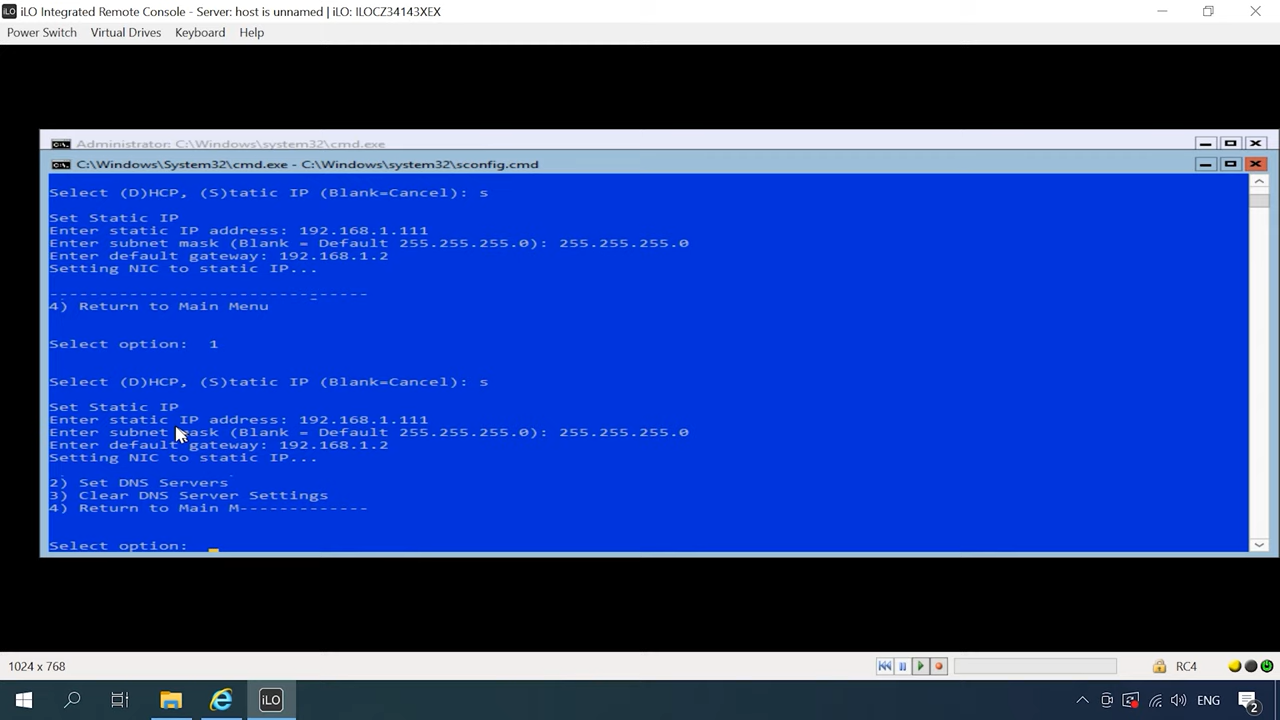 iLO Integrated Remote Console - Server: host is unnamed | iLO: ILOCZ34143XEX
Power Switch Virtual Drives Keyboard Help
Administrator: C:\Windows\system32\cmd.exe
C:\Windows\System32\cmd.exe - C:\Windows\system32\sconfig.cmd
Select (D)HCP, (S)tatic IP (Blank=Cancel): s
Set Static IP
Enter static IP address: 192.168.1.111
Enter subnet mask (Blank = Default 255.255.255.0): 255.255.255.0
Enter default gateway: 192.168.1.2
Setting NIC to static IP...
--------------------------------
4) Return to Main Menu
Select option: 1
Select (D)HCP, (S)tatic IP (Blank=Cancel): s
Set Static IP
Enter static IP address: 192.168.1.111
Enter subnet mask (Blank = Default 255.255.255.0): 255.255.255.0
Enter default gateway: 192.168.1.2
Setting NIC to static IP...
2) Set DNS Servers
3) Clear DNS Server Settings
4) Return to Main M-------------
Select option:
1024 x 768 RC4
iLO ENG 2